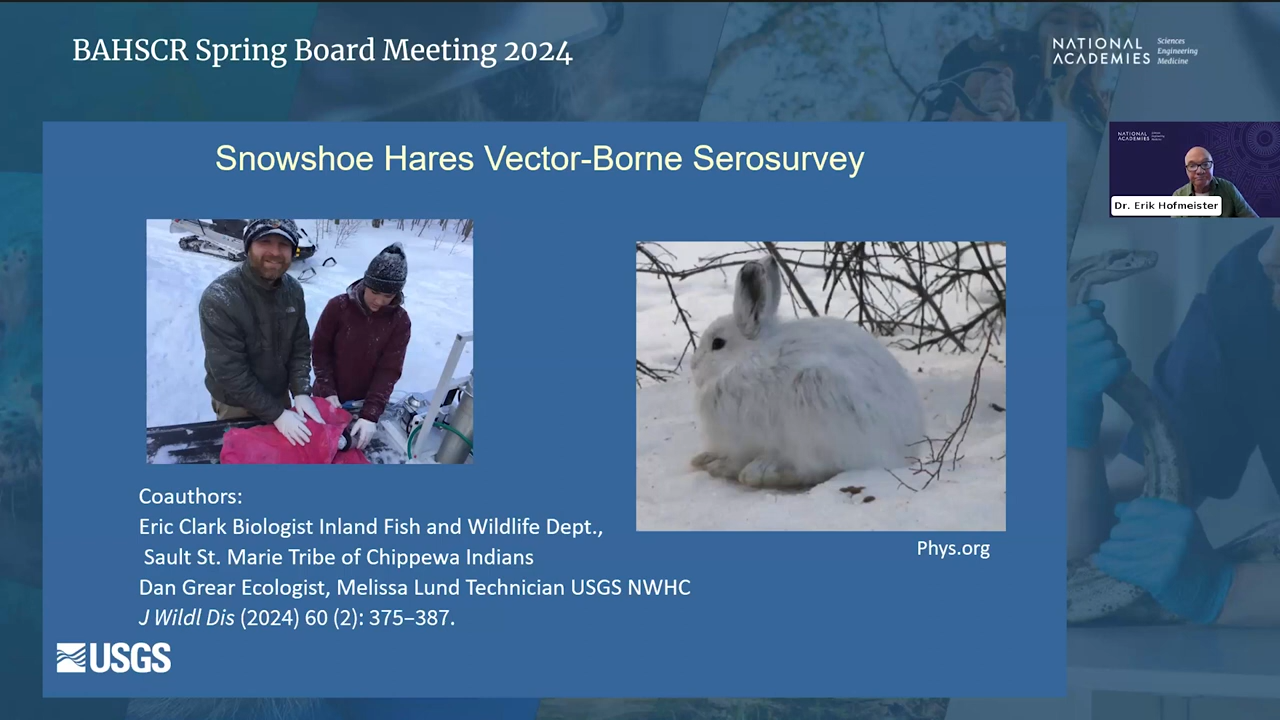 BAHSCR Spring Board Meeting 2024
NATIONAL
ACADEMIES
Sciences
Engineering
Medicine
Snowshoe Hares Vector-Borne Serosurvey
NATIONAL
ACADEMIES
Dr. Erik Hofmeister
Coauthors:
Eric Clark Biologist Inland Fish and Wildlife Dept.,
Sault St. Marie Tribe of Chippewa Indians
Dan Grear Ecologist, Melissa Lund Technician USGS NWHC
J Wildl Dis (2024) 60 (2): 375–387.
Phys.org
USGS